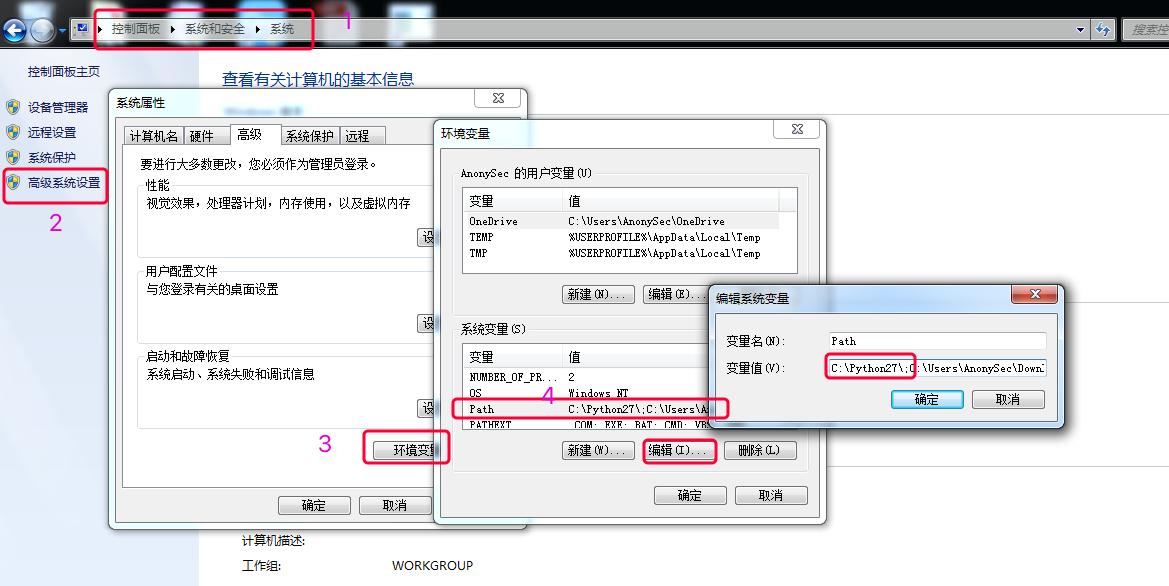 1
控制面板 ▸ 系统和安全 ▸ 系统
搜索控
控制面板主页
设备管理器
远程设置
系统保护
高级系统设置
2
查看有关计算机的基本信息
系统属性
计算机名 硬件 高级 系统保护 远程
要进行大多数更改，您必须作为管理员登录。
性能
视觉效果，处理器计划，内存使用，以及虚拟内存
用户配置文件
与您登录有关的桌面设置
启动和故障恢复
系统启动、系统失败和调试信息
3
环境变
确定 取消
环境变量
AnonySec 的用户变量(U)
变量 值
OneDrive C:\Users\AnonySec\OneDrive
TEMP %USERPROFILE%\AppData\Local\Temp
TMP %USERPROFILE%\AppData\Local\Temp
新建(N)... 编辑(E)...
系统变量(S)
变量 值
NUMBER_OF_PR... 2
OS Windows_NT
4
Path C:\Python27\;C:\Users\A
PATHEXT .COM;.EXE;.BAT;.CMD;.VB
新建(W)... 编辑(I)... 删除(L)
确定 取消
编辑系统变量
变量名(N): Path
变量值(V): C:\Python27\;C:\Users\AnonySec\Down
确定 取消
计算机描述:
工作组: WORKGROUP